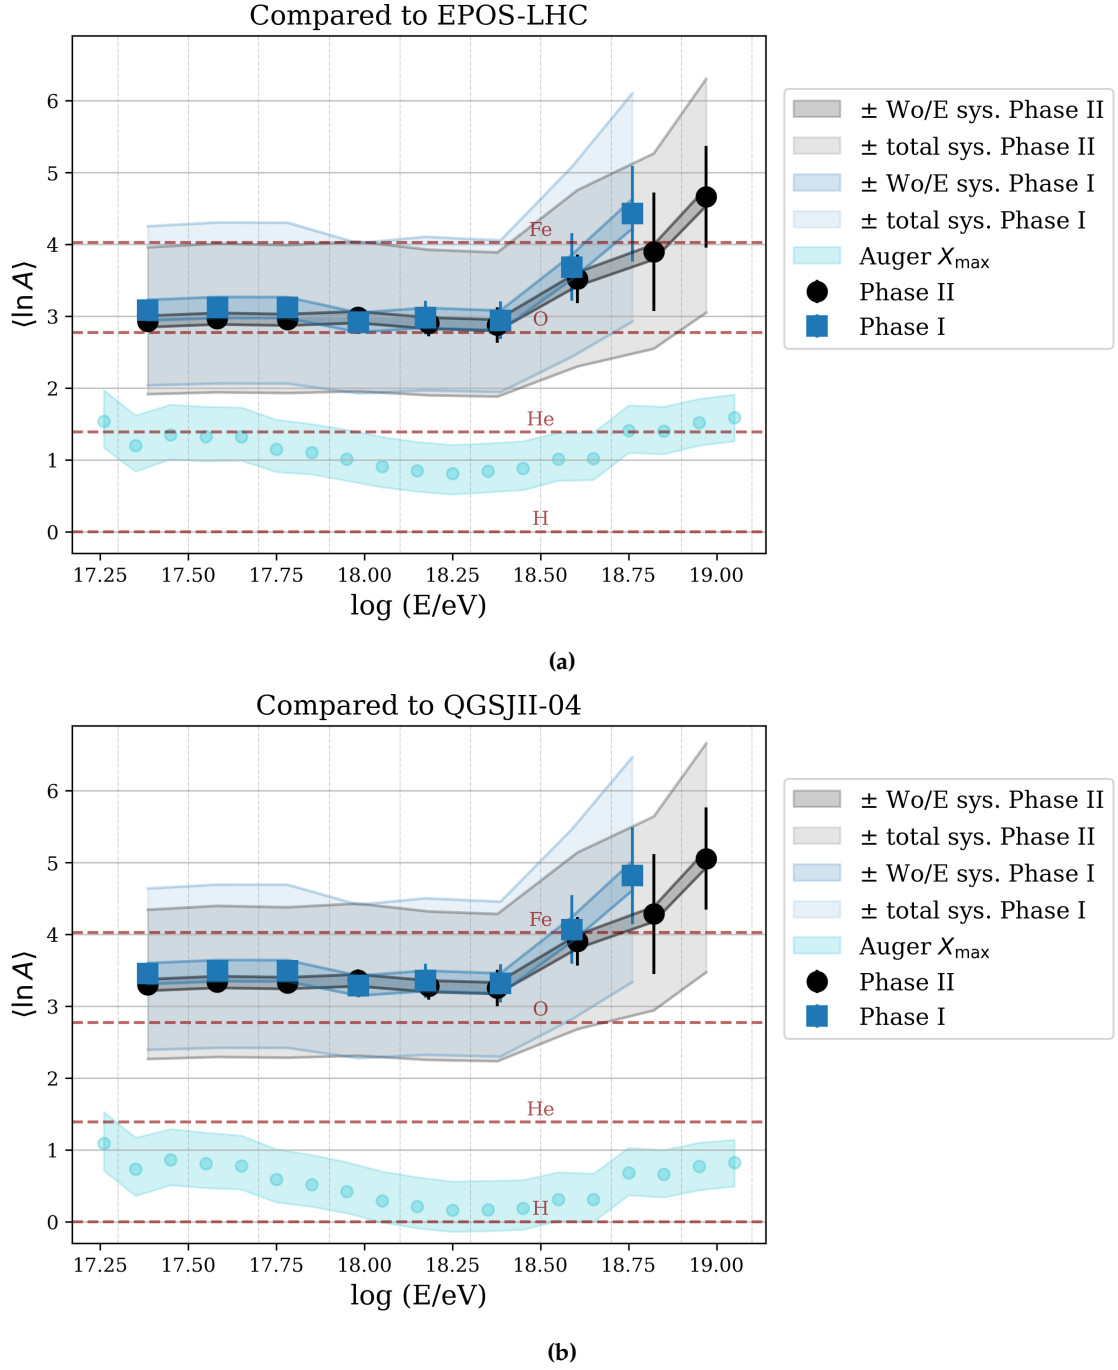 Compared to EPOS-LHC
⟨ln A⟩
6
5
4
3
2
1
0
Fe
O
He
H
17.25 17.50 17.75 18.00 18.25 18.50 18.75 19.00
log (E/eV)
± Wo/E sys. Phase II
± total sys. Phase II
± Wo/E sys. Phase I
± total sys. Phase I
Auger Xmax
Phase II
Phase I
(a)
Compared to QGSJII-04
⟨ln A⟩
6
5
4
3
2
1
0
Fe
O
He
H
17.25 17.50 17.75 18.00 18.25 18.50 18.75 19.00
log (E/eV)
± Wo/E sys. Phase II
± total sys. Phase II
± Wo/E sys. Phase I
± total sys. Phase I
Auger Xmax
Phase II
Phase I
(b)